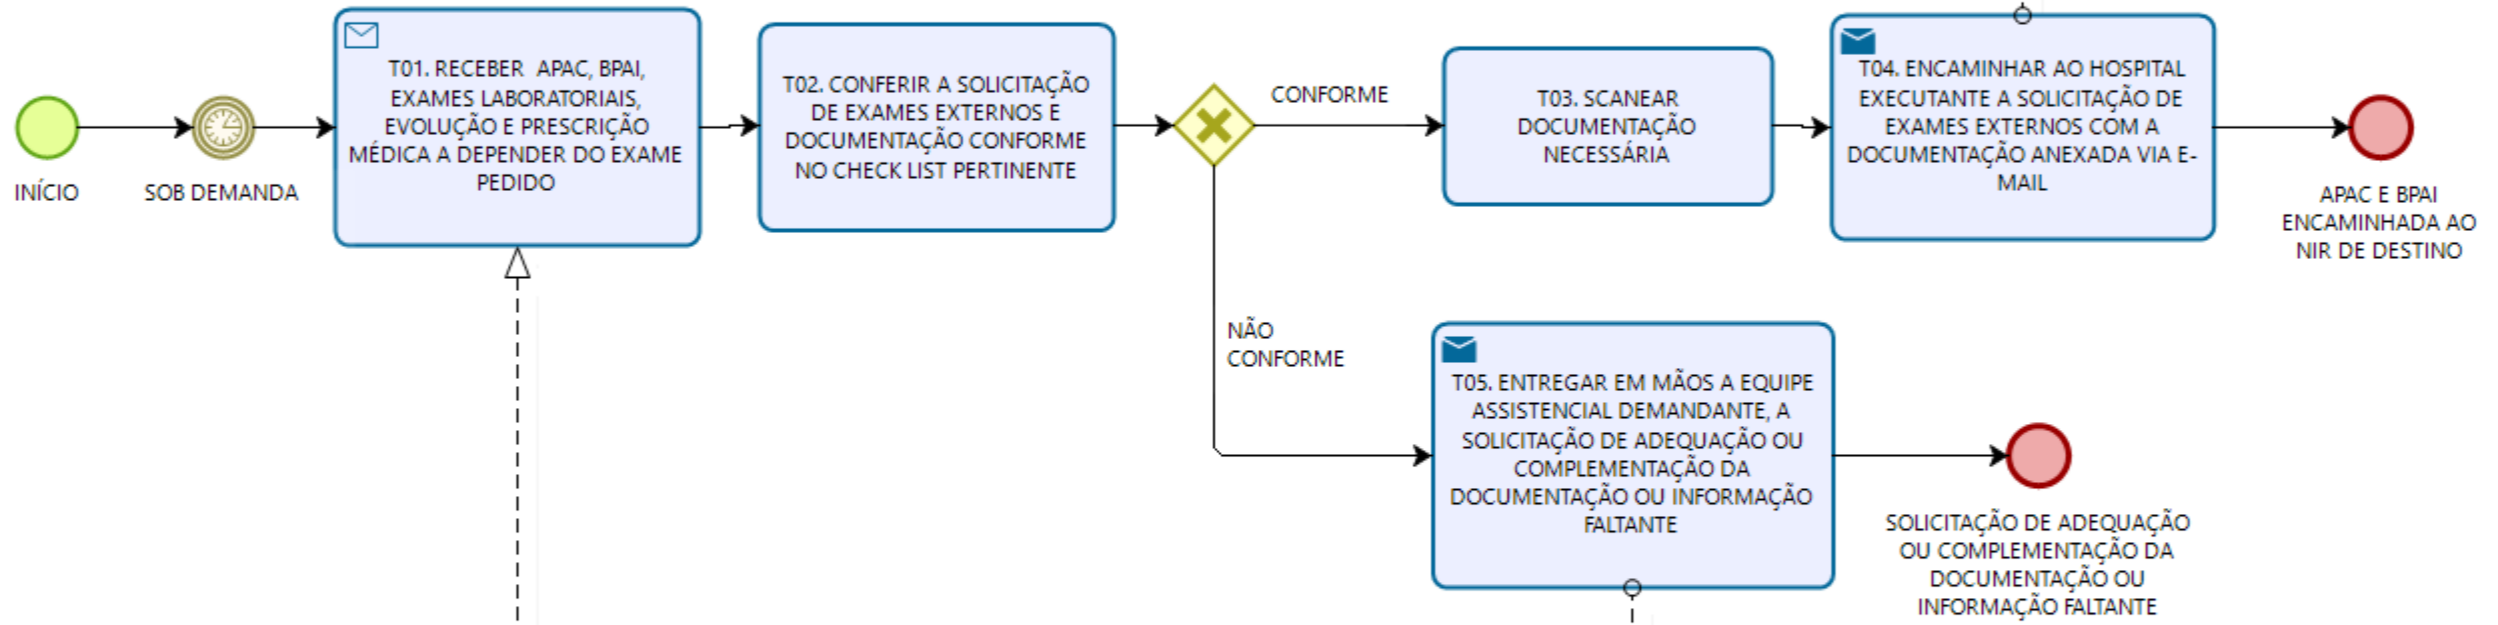 INÍCIO
SOB DEMANDA
T01. RECEBER APAC, BPAI,
EXAMES LABORATORIAIS,
EVOLUÇÃO E PRESCRIÇÃO
MÉDICA A DEPENDER DO EXAME
PEDIDO
T02. CONFERIR A SOLICITAÇÃO
DE EXAMES EXTERNOS E
DOCUMENTAÇÃO CONFORME
NO CHECK LIST PERTINENTE
CONFORME
T03. SCANEAR
DOCUMENTAÇÃO
NECESSÁRIA
T04. ENCAMINHAR AO HOSPITAL
EXECUTANTE A SOLICITAÇÃO DE
EXAMES EXTERNOS COM A
DOCUMENTAÇÃO ANEXADA VIA E-
MAIL
APAC E BPAI
ENCAMINHADA AO
NIR DE DESTINO
NÃO
CONFORME
T05. ENTREGAR EM MÃOS A EQUIPE
ASSISTENCIAL DEMANDANTE, A
SOLICITAÇÃO DE ADEQUAÇÃO OU
COMPLEMENTAÇÃO DA
DOCUMENTAÇÃO OU INFORMAÇÃO
FALTANTE
SOLICITAÇÃO DE ADEQUAÇÃO
OU COMPLEMENTAÇÃO DA
DOCUMENTAÇÃO OU
INFORMAÇÃO FALTANTE